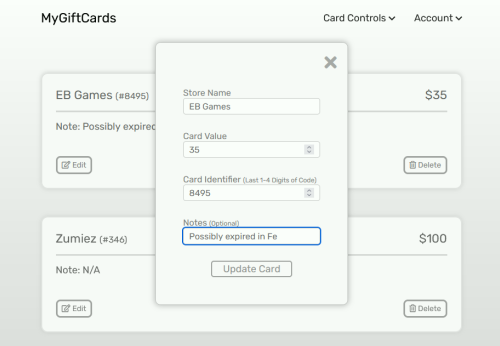 MyGiftCards
Card Controls
Account
EB Games (#8495)
$35
Note: Possibly expired
Edit
Delete
Store Name
EB Games
Card Value
35
Card Identifier (Last 1-4 Digits of Code)
8495
Notes (Optional)
Possibly expired in Fe
Update Card
Zumiez (#346)
$100
Note: N/A
Edit
Delete